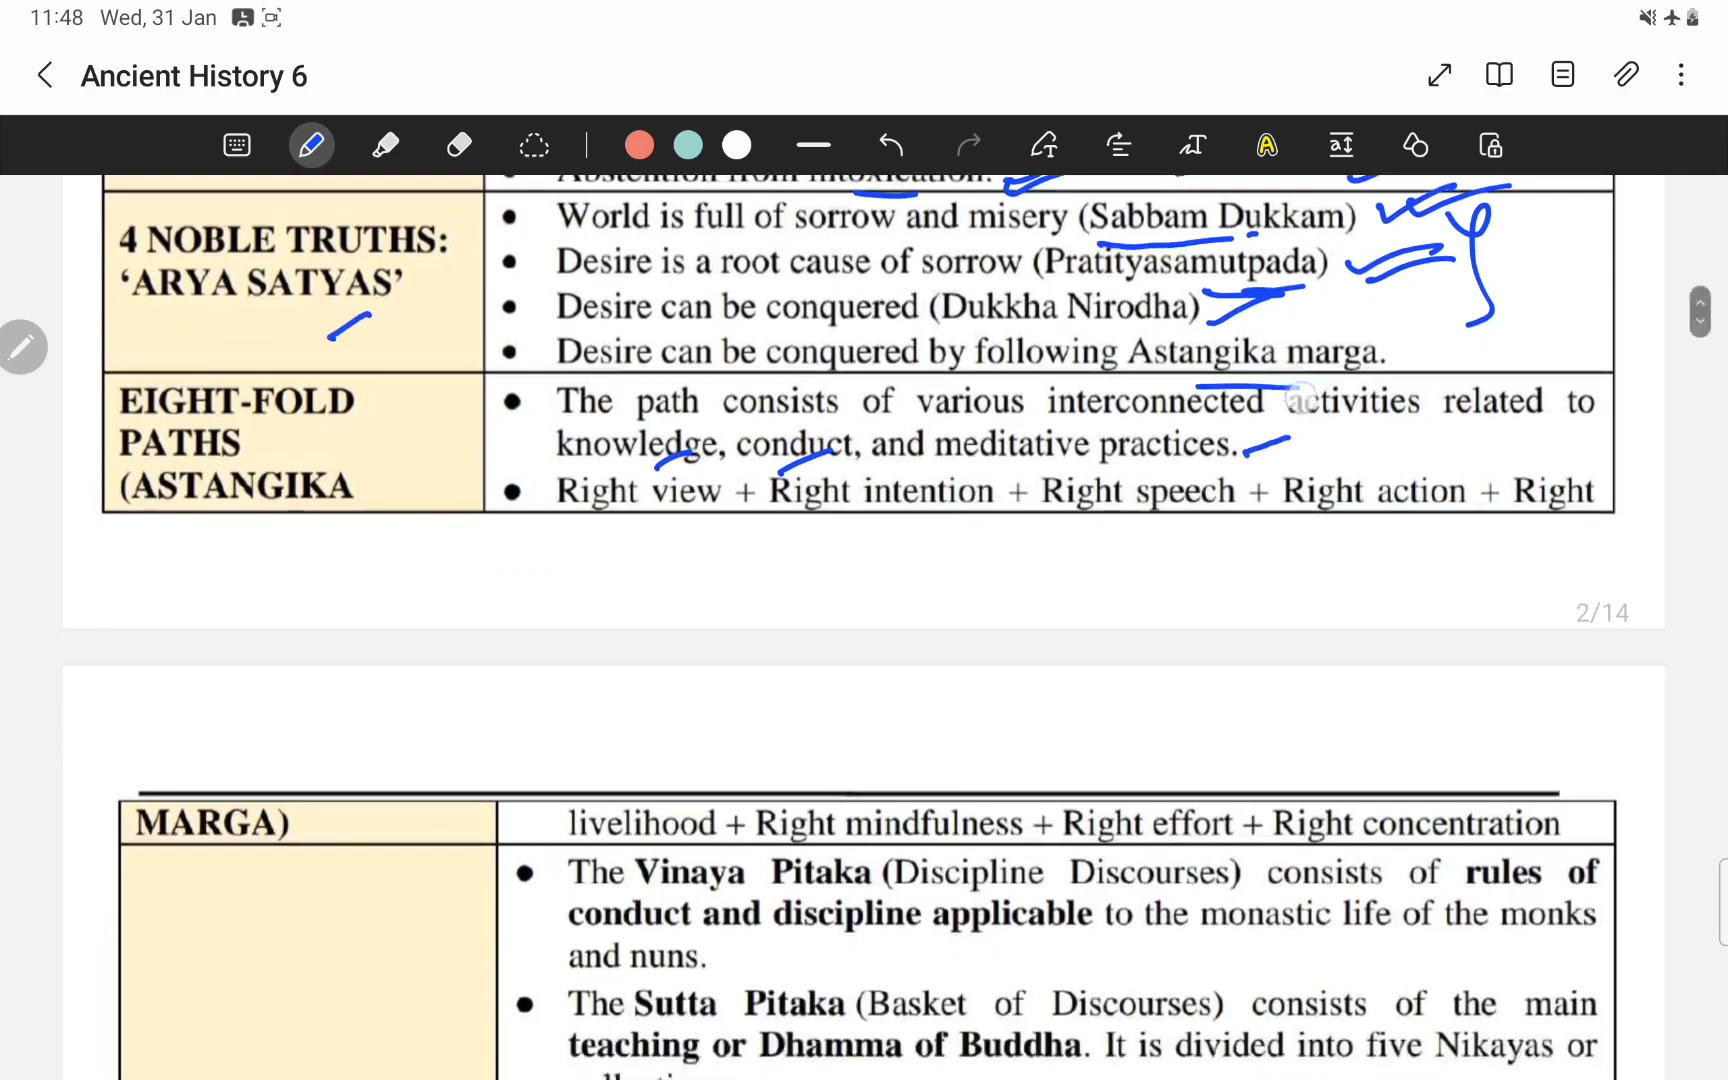 11:48 Wed, 31 Jan
Ancient History 6
Abstention from intoxication.
4 NOBLE TRUTHS:
‘ARYA SATYAS’
● World is full of sorrow and misery (Sabbam Dukkam)
● Desire is a root cause of sorrow (Pratityasamutpada)
● Desire can be conquered (Dukkha Nirodha)
● Desire can be conquered by following Astangika marga.
EIGHT-FOLD
PATHS
(ASTANGIKA
● The path consists of various interconnected activities related to
knowledge, conduct, and meditative practices.
● Right view + Right intention + Right speech + Right action + Right
2/14
MARGA)
livelihood + Right mindfulness + Right effort + Right concentration
● The Vinaya Pitaka (Discipline Discourses) consists of rules of
conduct and discipline applicable to the monastic life of the monks
and nuns.
● The Sutta Pitaka (Basket of Discourses) consists of the main
teaching or Dhamma of Buddha. It is divided into five Nikayas or